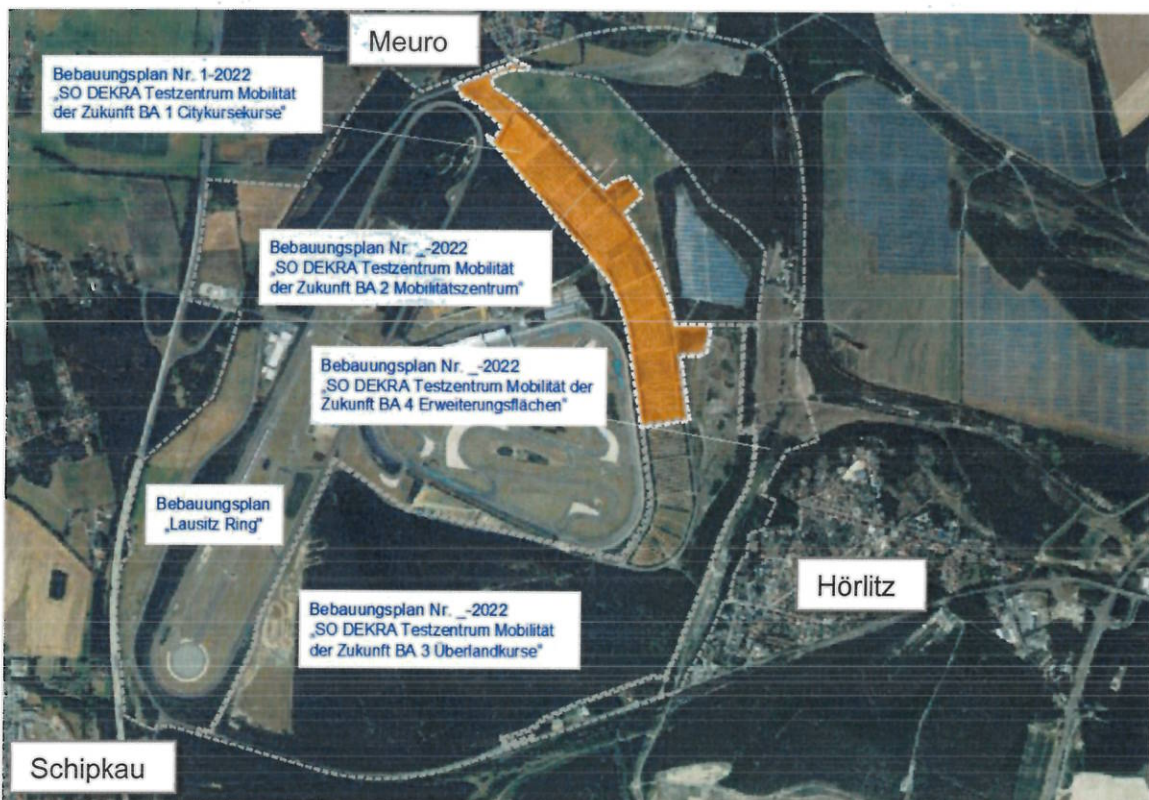 Meuro
Bebauungsplan Nr. 1-2022
„SO DEKRA Testzentrum Mobilität
der Zukunft BA 1 Citykursekurse"
Bebauungsplan Nr. _-2022
„SO DEKRA Testzentrum Mobilität
der Zukunft BA 2 Mobilitätszentrum"
Bebauungsplan Nr. _-2022
„SO DEKRA Testzentrum Mobilität der
Zukunft BA 4 Erweiterungsflächen"
Bebauungsplan
„Lausitz Ring"
Hörlitz
Bebauungsplan Nr. _-2022
„SO DEKRA Testzentrum Mobilität
der Zukunft BA 3 Überlandkurse"
Schipkau